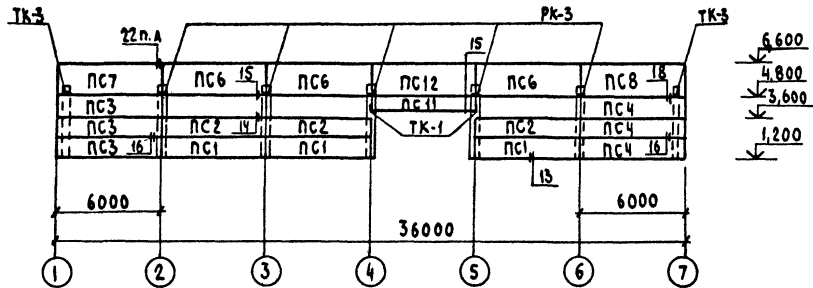 ТК-3 РК-3 ТК-3
22п.А 15
ПС7 ПС6 15 ПС6 ПС12 ПС6 ПС8 18
6,600
4,800
3,600
1,200
ПС3 ПС11 ПС4
ПС3 ПС2 14 ПС2 ТК-1 ПС2 ПС4
ПС3 16 ПС1 ПС1 ПС1 ПС4 16
13
6000 6000
36000
1 2 3 4 5 6 7